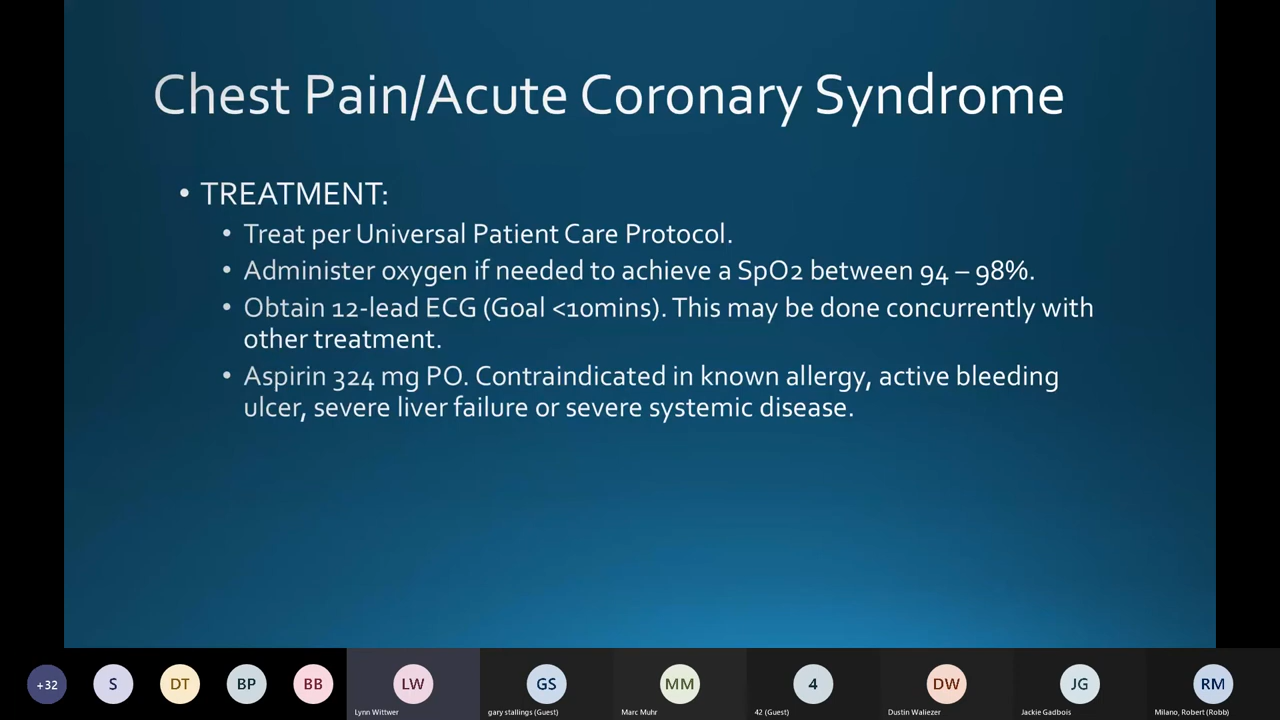 Chest Pain/Acute Coronary Syndrome
• TREATMENT:
• Treat per Universal Patient Care Protocol.
• Administer oxygen if needed to achieve a SpO2 between 94 – 98%.
• Obtain 12-lead ECG (Goal <10mins). This may be done concurrently with
other treatment.
• Aspirin 324 mg PO. Contraindicated in known allergy, active bleeding
ulcer, severe liver failure or severe systemic disease.
+32 S DT BP BB LW GS MM 4 DW JG RM
Lynn Wittwer gary stallings (Guest) Marc Muhr 42 (Guest) Dustin Waliezer Jackie Gadbois Milano, Robert (Robb)